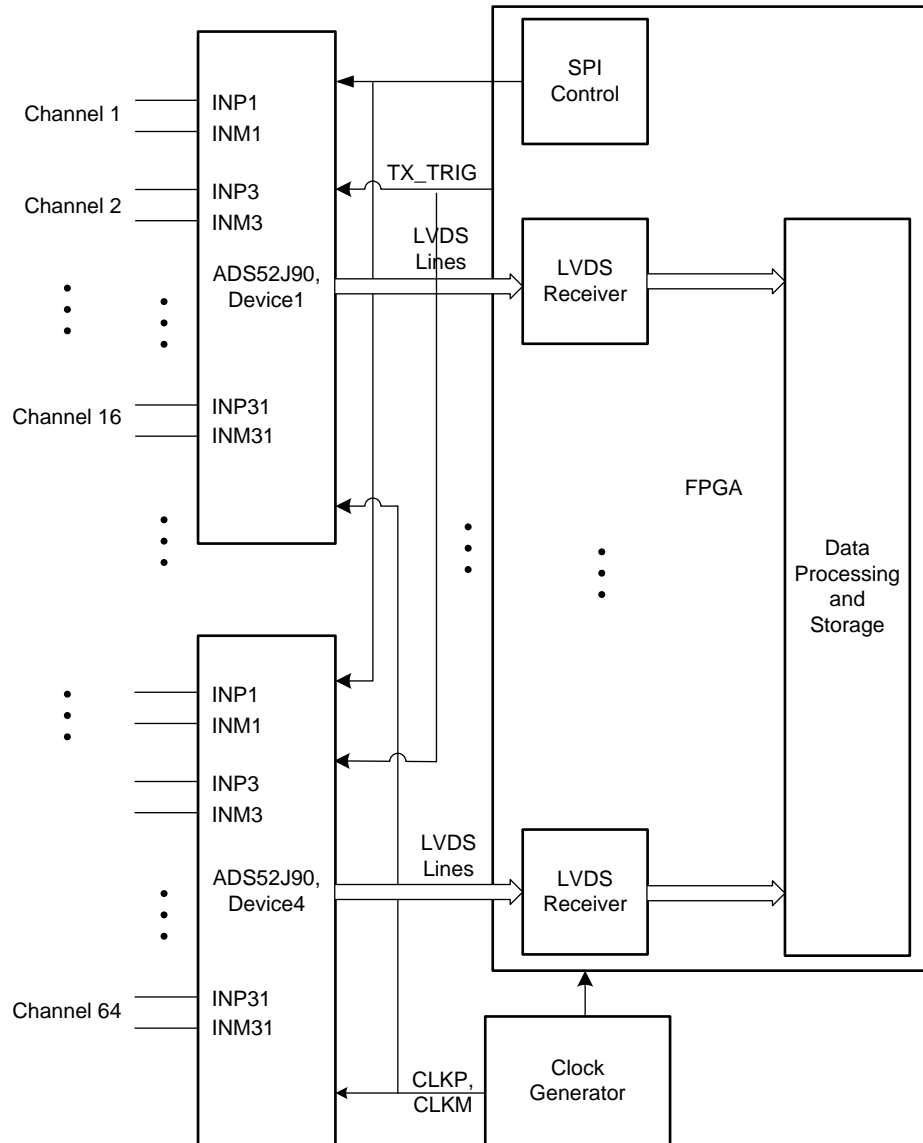 SPI
Control
Channel 1
INP1
INM1
TX_TRIG
Channel 2
INP3
INM3
LVDS
Lines
LVDS
Receiver
ADS52J90,
Device1
Channel 16
INP31
INM31
FPGA
Data
Processing
and
Storage
INP1
INM1
INP3
INM3
LVDS
Lines
LVDS
Receiver
ADS52J90,
Device4
Channel 64
INP31
INM31
CLKP,
CLKM
Clock
Generator